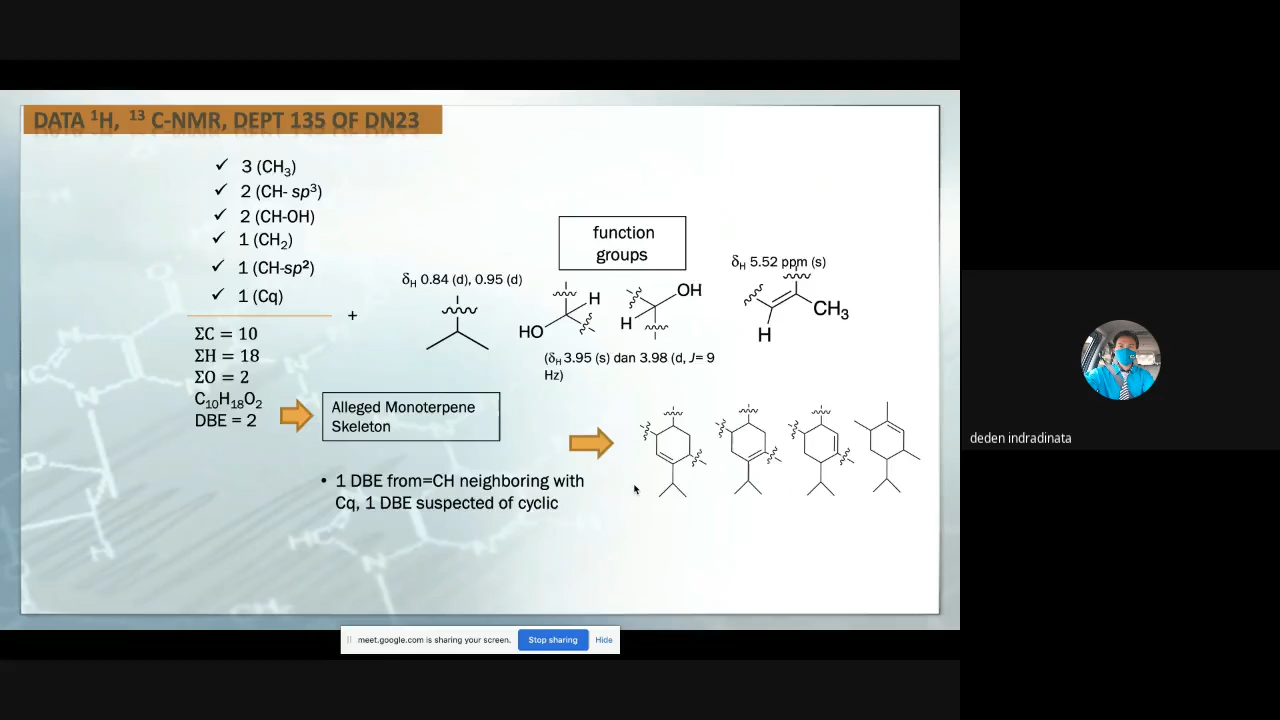 DATA ¹H, ¹³ C-NMR, DEPT 135 OF DN23
✓ 3 (CH₃)
✓ 2 (CH- sp³)
✓ 2 (CH-OH)
✓ 1 (CH₂)
✓ 1 (CH-sp²)
✓ 1 (Cq)
ΣC = 10
ΣH = 18
ΣO = 2
C₁₀H₁₈O₂
DBE = 2
+
δH 0.84 (d), 0.95 (d)
function
groups
H
HO
OH
H
(δH 3.95 (s) dan 3.98 (d, J= 9
Hz)
δH 5.52 ppm (s)
CH₃
H
Alleged Monoterpene
Skeleton
• 1 DBE from=CH neighboring with
Cq, 1 DBE suspected of cyclic
meet.google.com is sharing your screen.
Stop sharing
Hide
deden indradinata